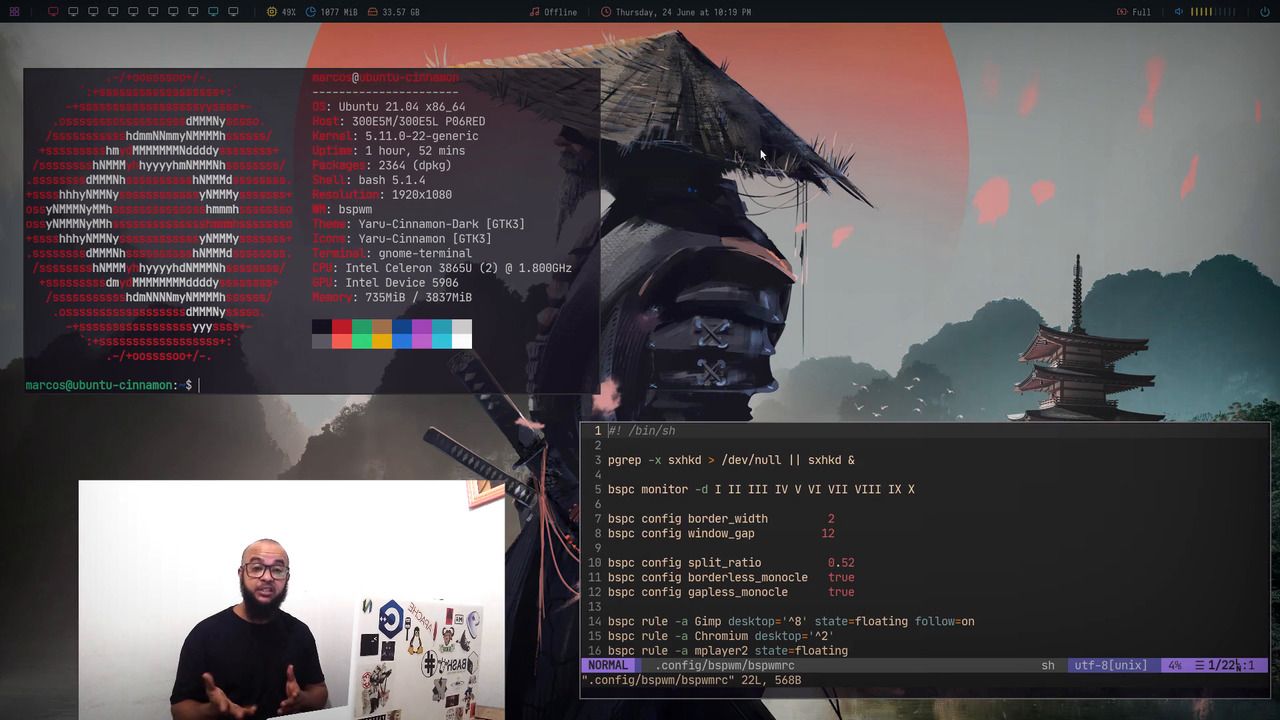 49% 1077 MiB 33.57 GB Offline Thursday, 24 June at 10:19 PM Full
.-/+oossssoo+/-.
`:+ssssssssssssssssss+:`
-+ssssssssssssssssssyyssss+-
.ossssssssssssssssssdMMMNysssso.
/ssssssssssshdmmNNmmyNMMMMhssssss/
+ssssssssshmydMMMMMMMNddddyssssssss+
/sssssssshNMMMyhhyyyyhmNMMMNhssssssss/
.ssssssssdMMMNhsssssssssshNMMMdssssssss.
+sssshhhyNMMNyssssssssssssyNMMMysssssss+
ossyNMMMNyMMhsssssssssssssshmmmhssssssso
ossyNMMMNyMMhsssssssssssssshmmmhssssssso
+sssshhhyNMMNyssssssssssssyNMMMysssssss+
.ssssssssdMMMNhsssssssssshNMMMdssssssss.
/sssssssshNMMMyhhyyyyhdNMMMNhssssssss/
+sssssssssdmydMMMMMMMMddddyssssssss+
/ssssssssssshdmNNNNmyNMMMMhssssss/
.ossssssssssssssssssdMMMNysssso.
-+sssssssssssssssssyyyssss+-
`:+ssssssssssssssssss+:`
.-/+oossssoo+/-.
marcos@ubuntu-cinnamon
---------------------
OS: Ubuntu 21.04 x86_64
Host: 300E5M/300E5L P06RED
Kernel: 5.11.0-22-generic
Uptime: 1 hour, 52 mins
Packages: 2364 (dpkg)
Shell: bash 5.1.4
Resolution: 1920x1080
WM: bspwm
Theme: Yaru-Cinnamon-Dark [GTK3]
Icons: Yaru-Cinnamon [GTK3]
Terminal: gnome-terminal
CPU: Intel Celeron 3865U (2) @ 1.800GHz
GPU: Intel Device 5906
Memory: 735MiB / 3837MiB
marcos@ubuntu-cinnamon:~$
1 #! /bin/sh
2
3 pgrep -x sxhkd > /dev/null || sxhkd &
4
5 bspc monitor -d I II III IV V VI VII VIII IX X
6
7 bspc config border_width 2
8 bspc config window_gap 12
9
10 bspc config split_ratio 0.52
11 bspc config borderless_monocle true
12 bspc config gapless_monocle true
13
14 bspc rule -a Gimp desktop='^8' state=floating follow=on
15 bspc rule -a Chromium desktop='^2'
16 bspc rule -a mplayer2 state=floating
NORMAL .config/bspwm/bspwmrc sh utf-8[unix] 4% ☰ 1/22 :1
".config/bspwm/bspwmrc" 22L, 568B